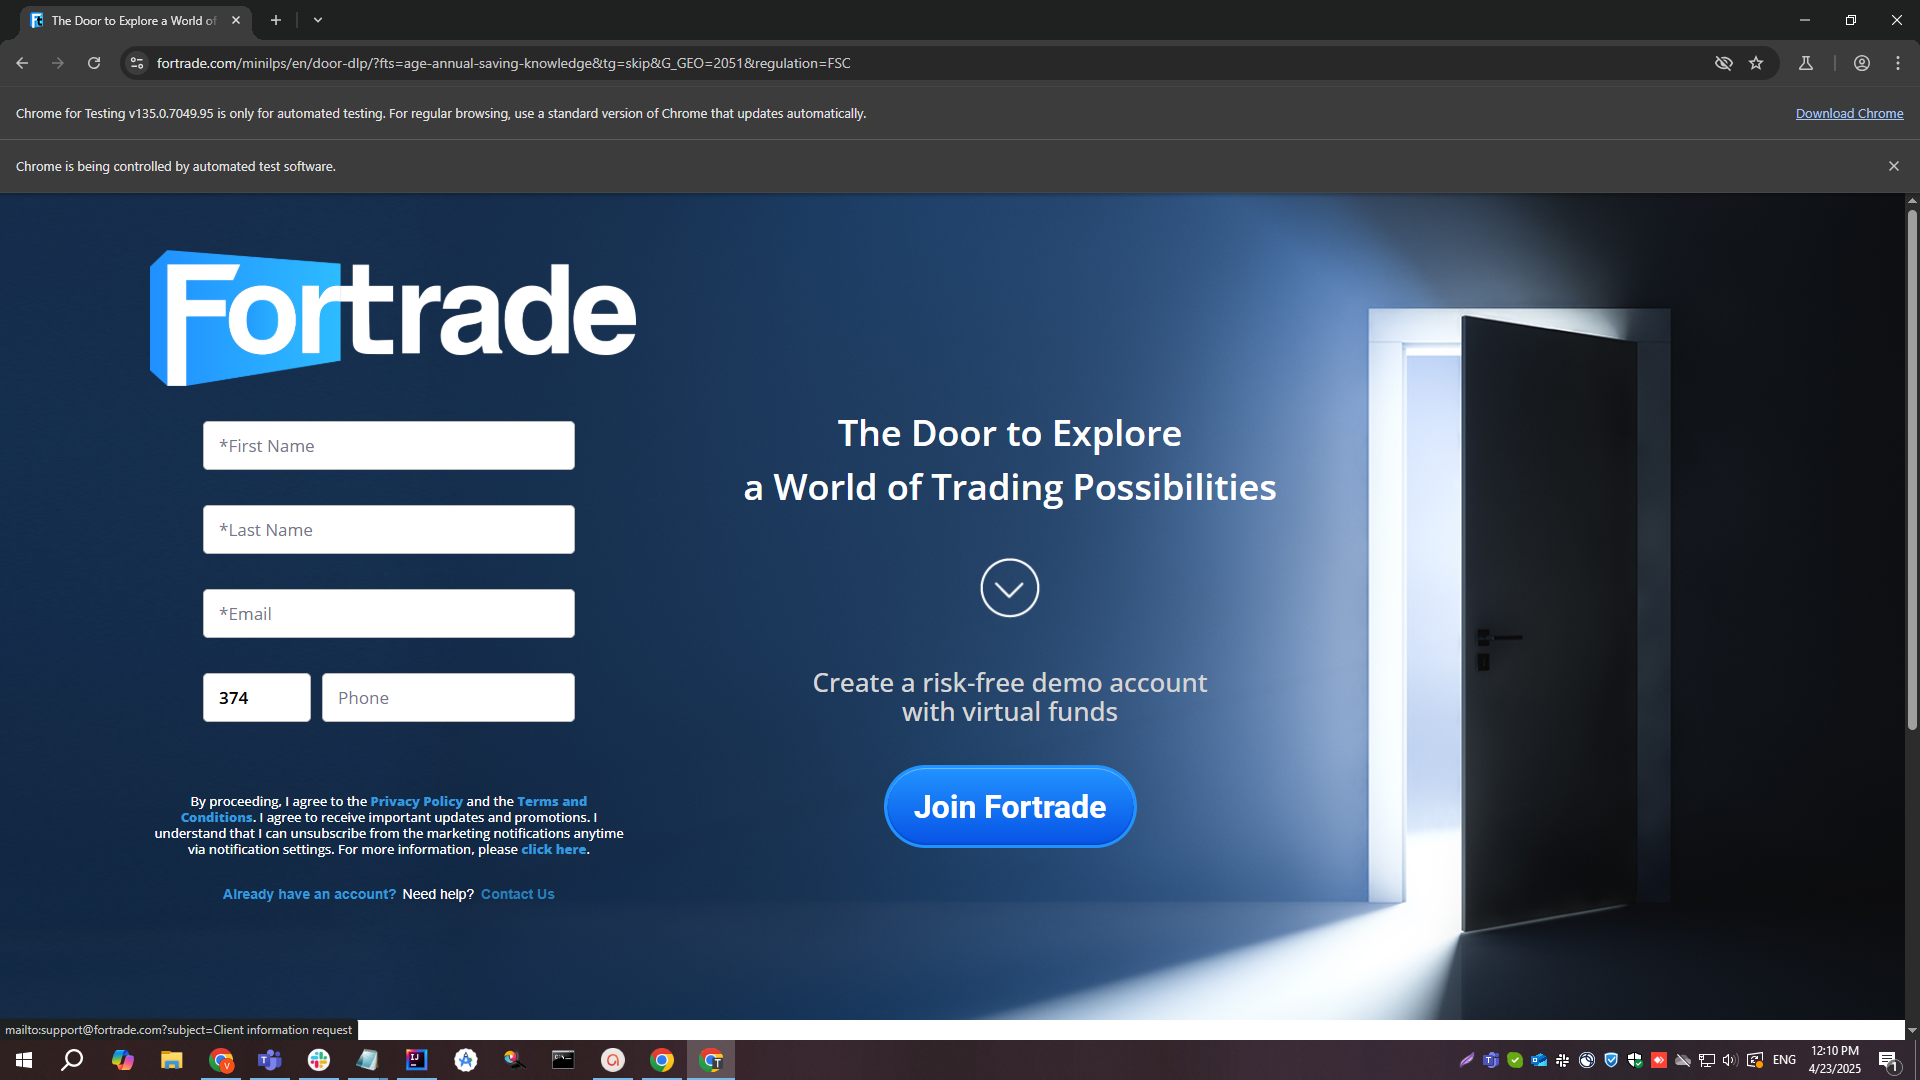 The Door to Explore a World of
fortrade.com/minilps/en/door-dlp/?fts=age-annual-saving-knowledge&tg=skip&G_GEO=2051&regulation=FSC
Chrome for Testing v135.0.7049.95 is only for automated testing. For regular browsing, use a standard version of Chrome that updates automatically.
Download Chrome
Chrome is being controlled by automated test software.
Fortrade
*First Name
*Last Name
*Email
374
Phone
By proceeding, I agree to the Privacy Policy and the Terms and
Conditions. I agree to receive important updates and promotions. I
understand that I can unsubscribe from the marketing notifications anytime
via notification settings. For more information, please click here.
Already have an account? Need help? Contact Us
The Door to Explore
a World of Trading Possibilities
Create a risk-free demo account
with virtual funds
Join Fortrade
mailto:support@fortrade.com?subject=Client information request
ENG
12:10 PM
4/23/2025
1